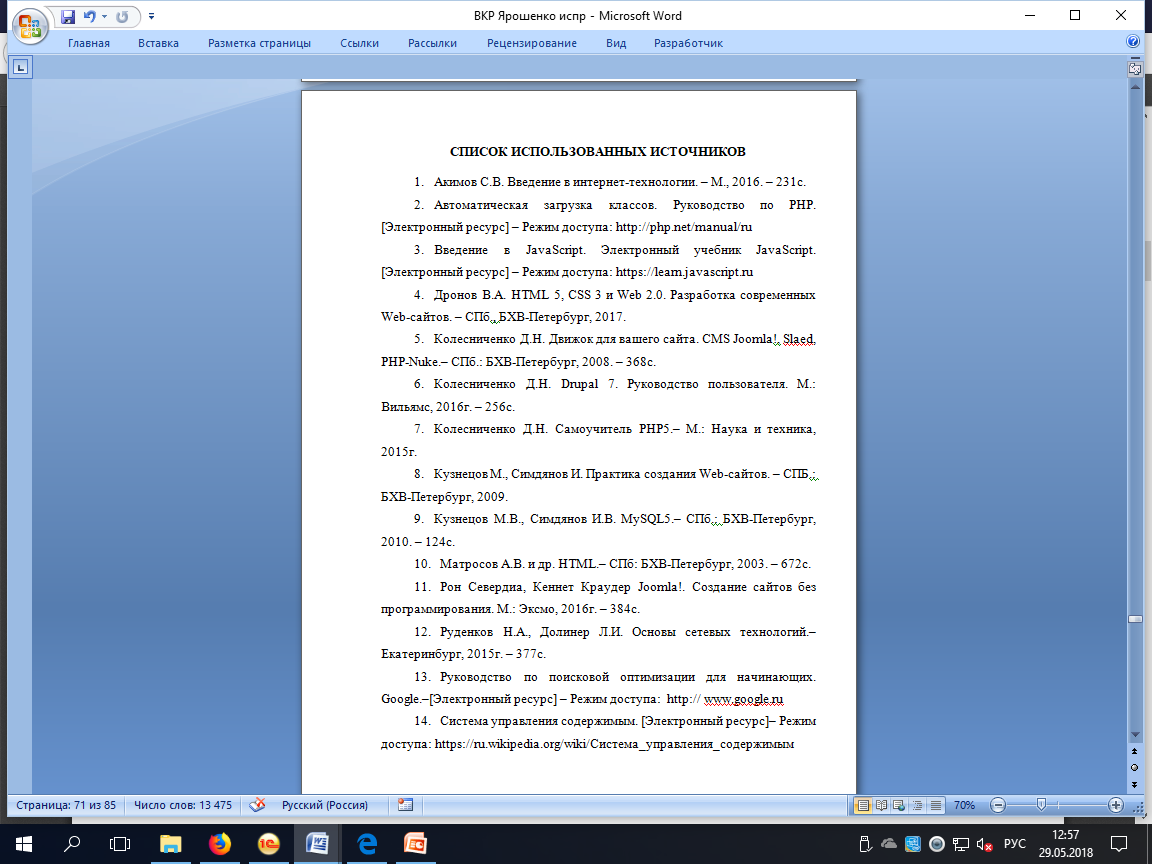 ВКР Ярошенко испр - Microsoft Word
Главная Вставка Разметка страницы Ссылки Рассылки Рецензирование Вид Разработчик
СПИСОК ИСПОЛЬЗОВАННЫХ ИСТОЧНИКОВ
1. Акимов С.В. Введение в интернет-технологии. – М., 2016. – 231с.
2. Автоматическая загрузка классов. Руководство по PHP.
[Электронный ресурс] – Режим доступа: http://php.net/manual/ru
3. Введение в JavaScript. Электронный учебник JavaScript.
[Электронный ресурс] – Режим доступа: https://learn.javascript.ru
4. Дронов В.А. HTML 5, CSS 3 и Web 2.0. Разработка современных
Web-сайтов. – СПб., БХВ-Петербург, 2017.
5. Колесниченко Д.Н. Движок для вашего сайта. CMS Joomla!, Slaed,
PHP-Nuke.– СПб.: БХВ-Петербург, 2008. – 368с.
6. Колесниченко Д.Н. Drupal 7. Руководство пользователя. М.:
Вильямс, 2016г. – 256с.
7. Колесниченко Д.Н. Самоучитель PHP5.– М.: Наука и техника,
2015г.
8. Кузнецов М., Симдянов И. Практика создания Web-сайтов. – СПБ.:
БХВ-Петербург, 2009.
9. Кузнецов М.В., Симдянов И.В. MySQL5.– СПб.: БХВ-Петербург,
2010. – 124с.
10. Матросов А.В. и др. HTML.– СПб: БХВ-Петербург, 2003. – 672с.
11. Рон Севердиа, Кеннет Краудер Joomla!. Создание сайтов без
программирования. М.: Эксмо, 2016г. – 384с.
12. Руденков Н.А., Долинер Л.И. Основы сетевых технологий.–
Екатеринбург, 2015г. – 377с.
13. Руководство по поисковой оптимизации для начинающих.
Google.–[Электронный ресурс] – Режим доступа: http:// www.google.ru
14. Система управления содержимым. [Электронный ресурс]– Режим
доступа: https://ru.wikipedia.org/wiki/Система_управления_содержимым
Страница: 71 из 85 Число слов: 13 475 Русский (Россия) 70%
РУС 12:57
29.05.2018